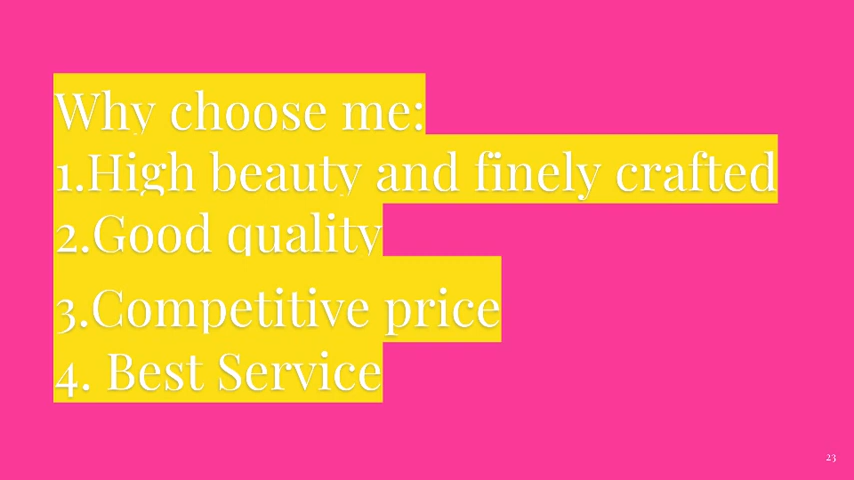 Why choose me:
1.High beauty and finely crafted
2.Good quality
3.Competitive price
4. Best Service
23